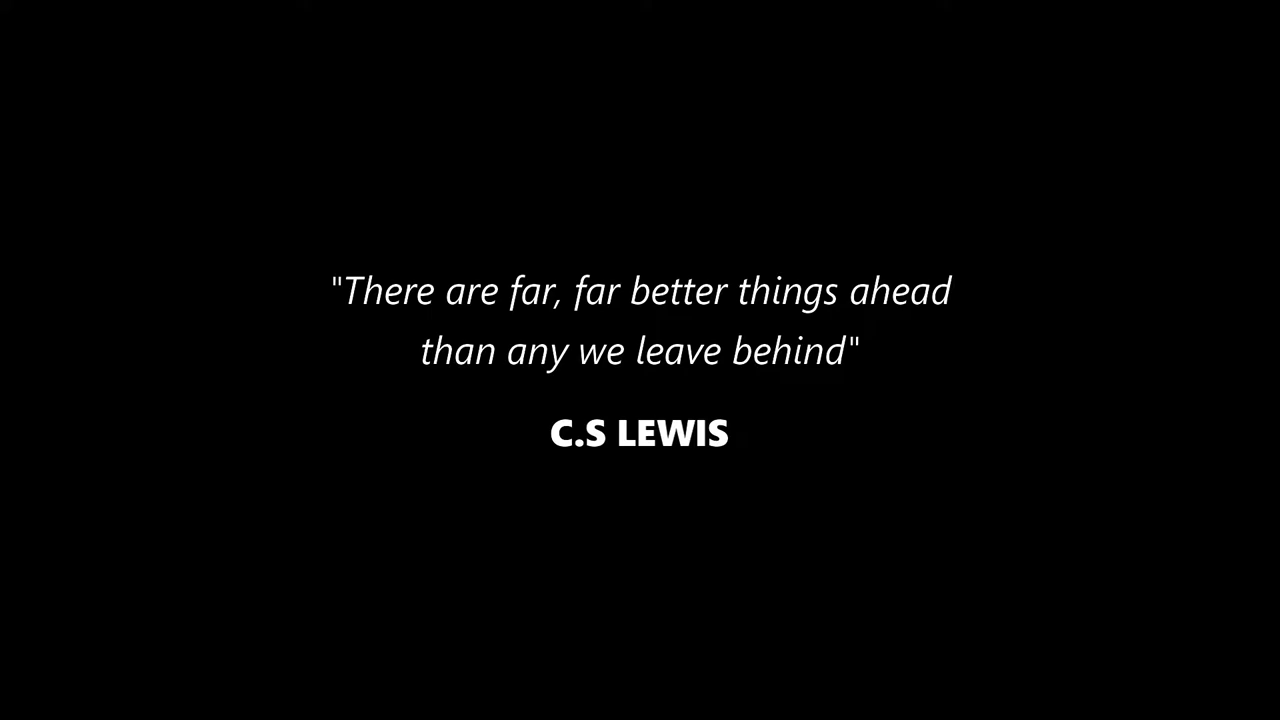 "There are far, far better things ahead
than any we leave behind"
C.S LEWIS